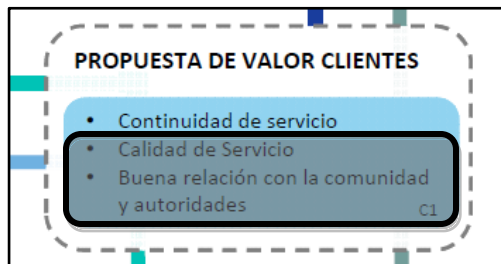 PROPUESTA DE VALOR CLIENTES
• Continuidad de servicio
• Calidad de Servicio
• Buena relación con la comunidad
y autoridades
C1